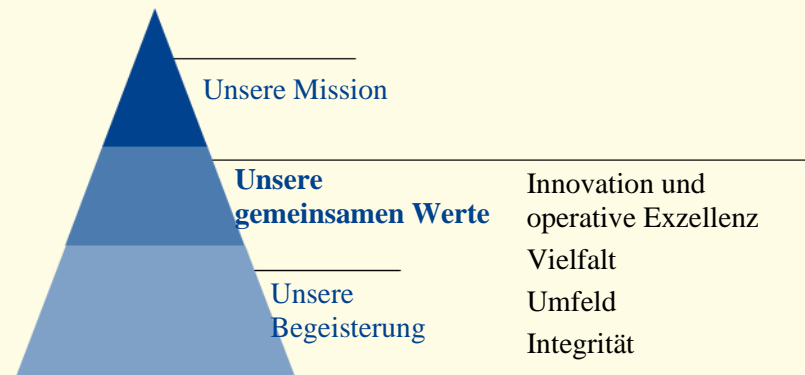 Unsere Mission
Unsere
gemeinsamen Werte
Innovation und
operative Exzellenz
Vielfalt
Umfeld
Integrität
Unsere
Begeisterung